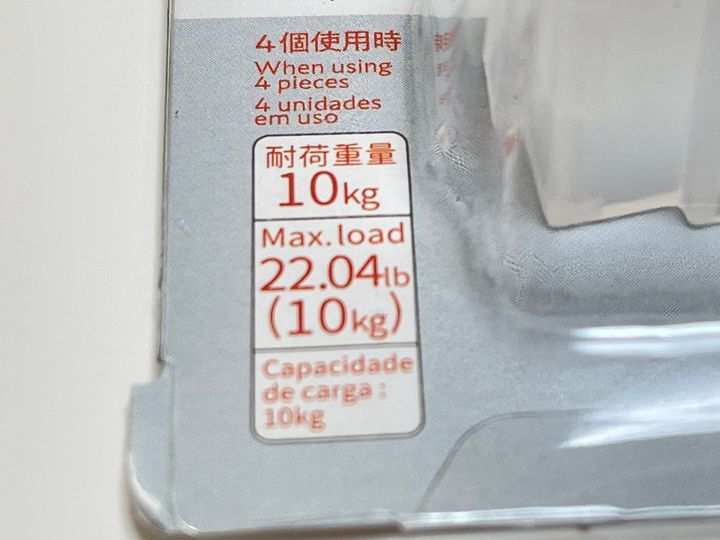 4個使用時
When using
4 pieces
4 unidades
em uso
耐荷重量
10kg
Max.load
22.04lb
(10kg)
Capacidade
de carga:
10kg